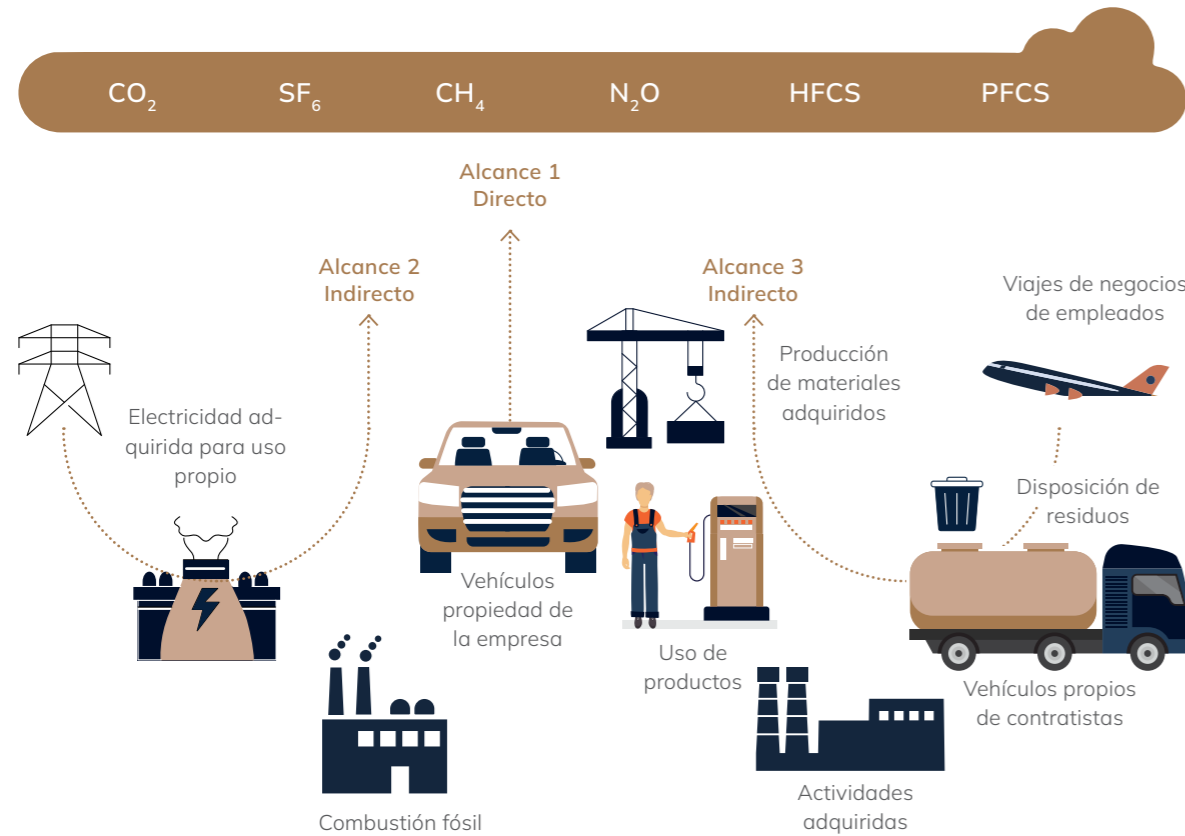 CO₂ SF₆ CH₄ N₂O HFCS PFCS
Alcance 1
Directo
Alcance 2
Indirecto
Alcance 3
Indirecto
Viajes de negocios
de empleados
Producción
de materiales
adquiridos
Electricidad ad-
quirida para uso
propio
Disposición de
residuos
Vehículos
propiedad de
la empresa
Uso de
productos
Vehículos propios
de contratistas
Combustión fósil
Actividades
adquiridas